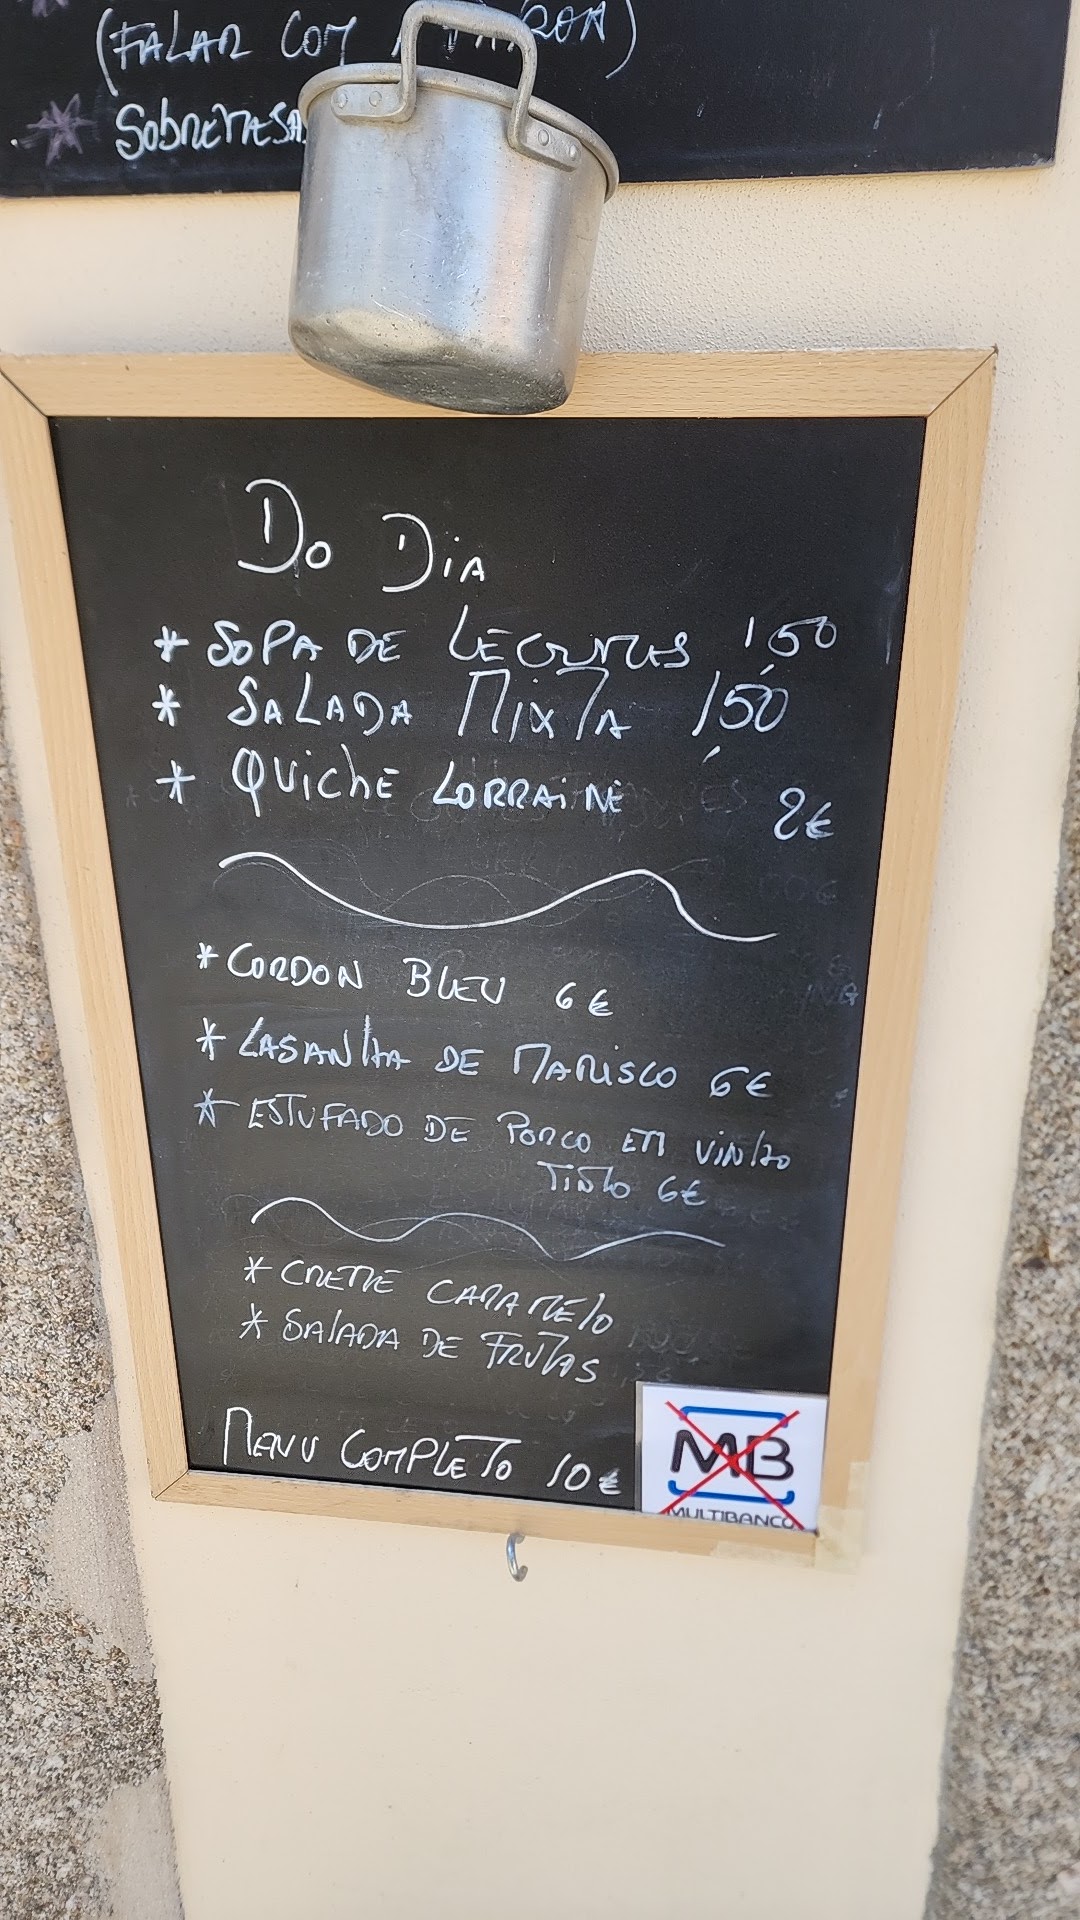 (FALAR COM A PATROA)
* SOBREMESAS
DO DIA
* SOPA DE LEGUMES 1,50
* SALADA MIXTA 1,50
* QUICHE LORRAINE 2€
* CORDON BLEU 6€
* LASANHA DE MARISCO 6€
* ESTUFADO DE PORCO EM VINHO
TINTO 6€
* CREME CARAMELO
* SALADA DE FRUTAS
MENU COMPLETO 10€
MB
MULTIBANCO